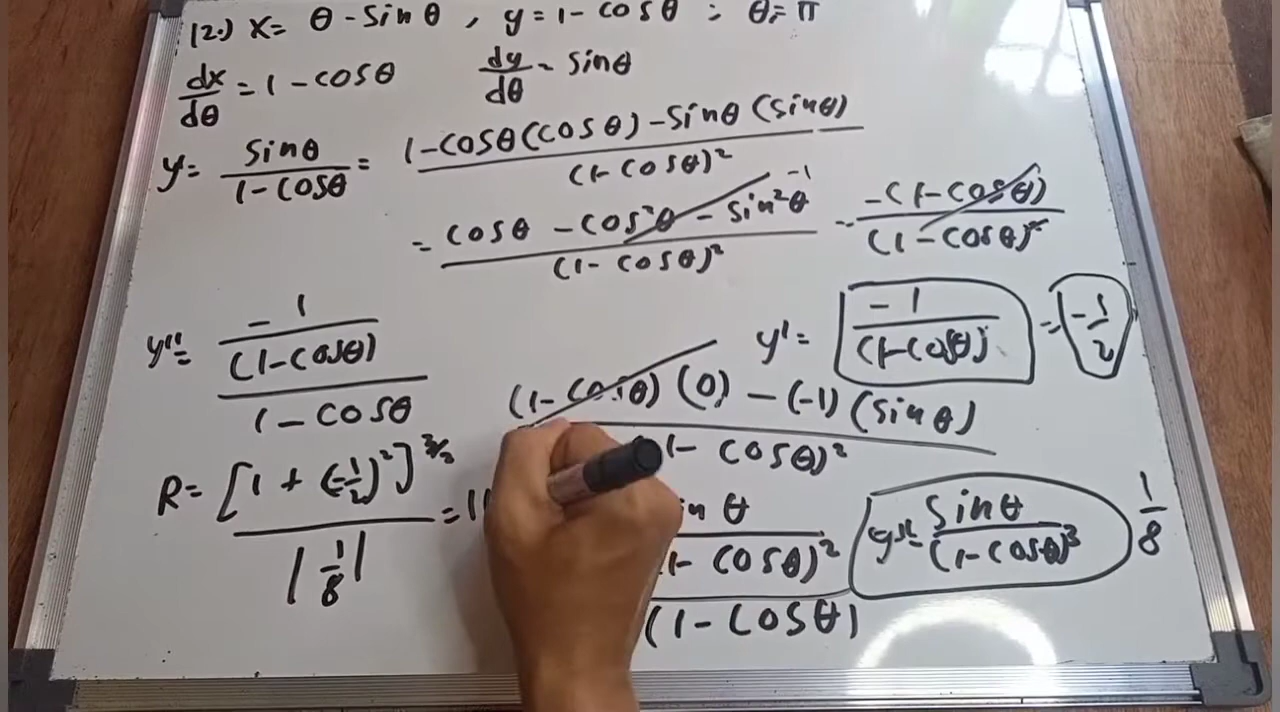 12.) x = θ - sin θ , y = 1 - cos θ ; θ = π
dx/dθ = 1 - cos θ dy/dθ = sin θ
y' = sin θ / 1 - cos θ = 1 - cos θ (cos θ) - sin θ (sin θ) / (1 - cos θ)²
= cos θ - cos² θ - sin² θ / (1 - cos θ)² -1 = -(1 - cos θ) / (1 - cos θ)²
y'' = -1 / (1 - cos θ) / 1 - cos θ
y' = -1 / (1 - cos θ) = -1/2
(1 - cos θ) (0) - (-1) (sin θ) / 1 - cos θ)²
R = [1 + (-1/2)²]^3/2 / |1/8| = 11
in θ / 1 - cos θ)² / (1 - cos θ)
y'' = sin θ / (1 - cos θ)³ 1/8